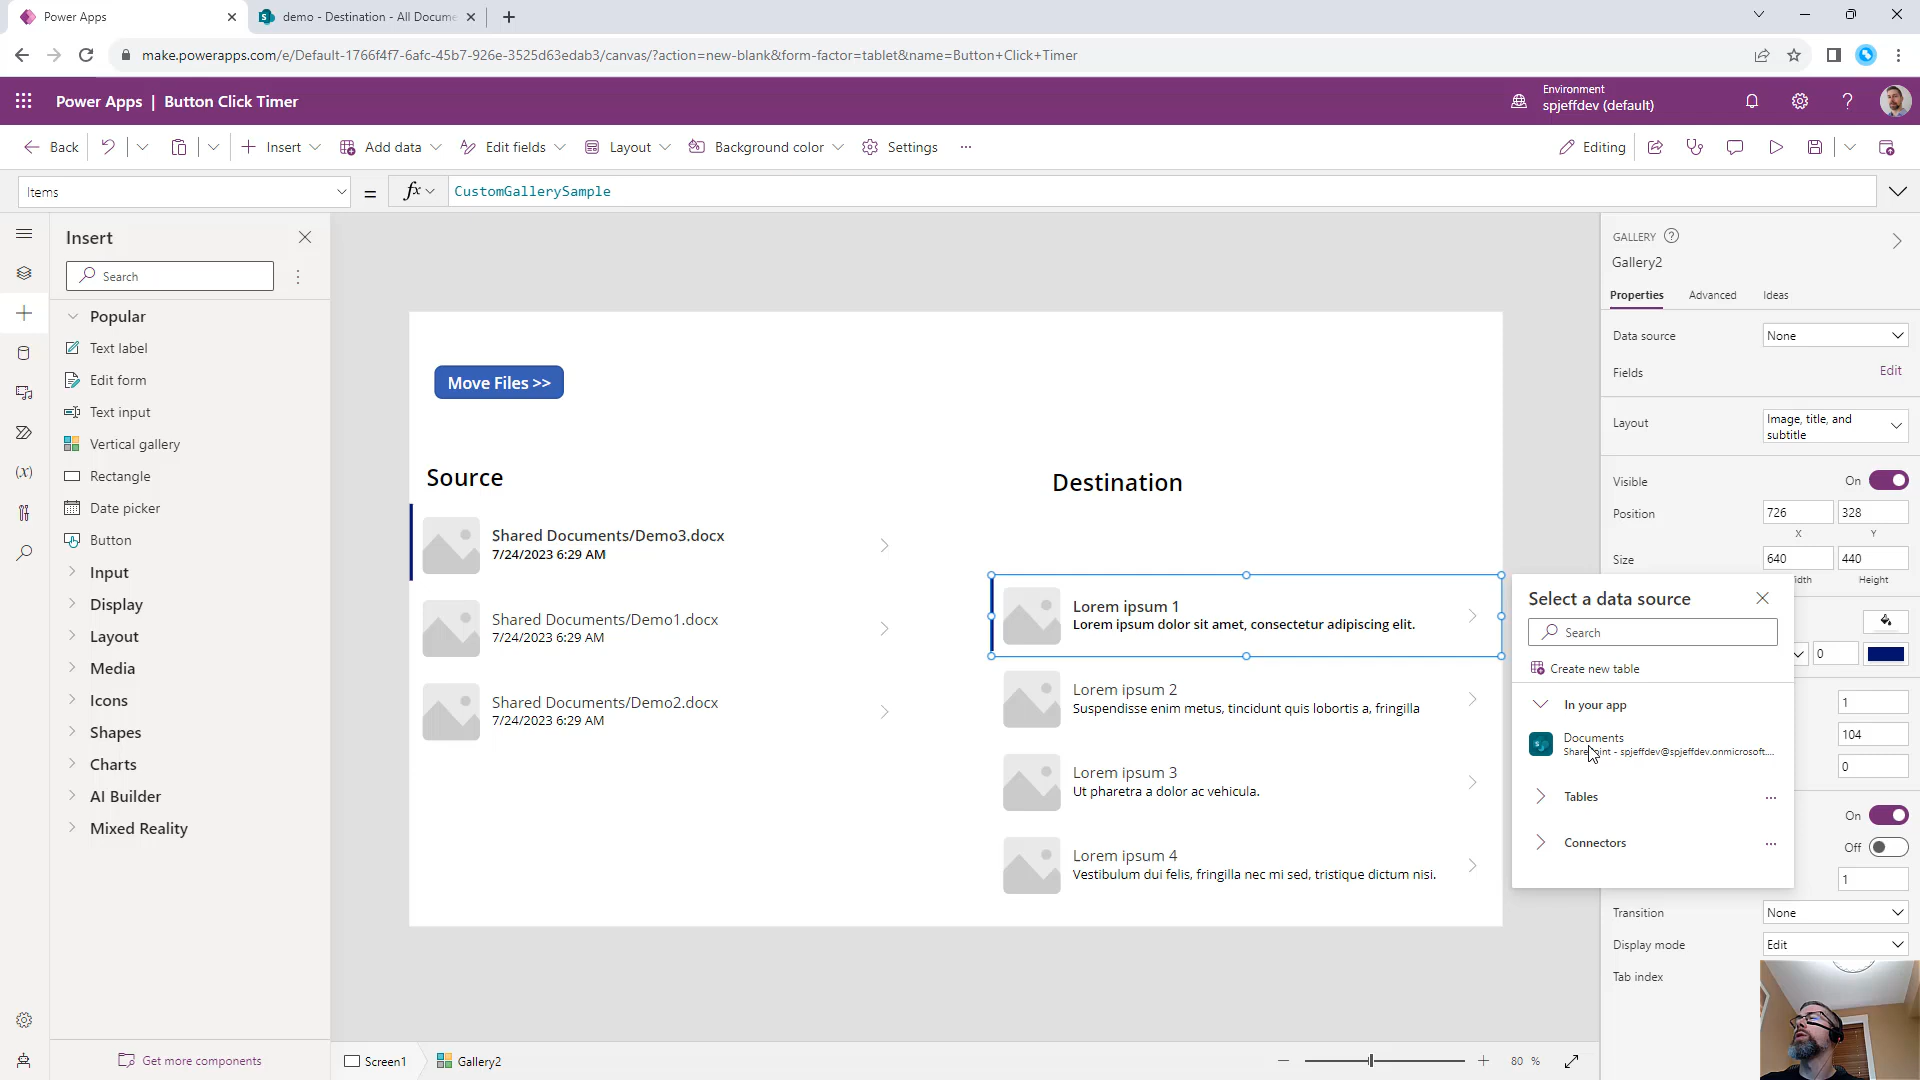 Power Apps
demo - Destination - All Docume
make.powerapps.com/e/Default-1766f4f7-6afc-45b7-926e-3525d63edab3/canvas/?action=new-blank&form-factor=tablet&name=Button+Click+Timer
Power Apps | Button Click Timer
Environment
spjeffdev (default)
Back
Insert
Add data
Edit fields
Layout
Background color
Settings
Editing
Items
=
fx
CustomGallerySample
Insert
Search
Popular
Text label
Edit form
Text input
Vertical gallery
Rectangle
Date picker
Button
Input
Display
Layout
Media
Icons
Shapes
Charts
AI Builder
Mixed Reality
Get more components
Move Files >>
Source
Shared Documents/Demo3.docx
7/24/2023 6:29 AM
Shared Documents/Demo1.docx
7/24/2023 6:29 AM
Shared Documents/Demo2.docx
7/24/2023 6:29 AM
Destination
Lorem ipsum 1
Lorem ipsum dolor sit amet, consectetur adipiscing elit.
Lorem ipsum 2
Suspendisse enim metus, tincidunt quis lobortis a, fringilla
Lorem ipsum 3
Ut pharetra a dolor ac vehicula.
Lorem ipsum 4
Vestibulum dui felis, fringilla nec mi sed, tristique dictum nisi.
Screen1
Gallery2
80 %
GALLERY
Gallery2
Properties
Advanced
Ideas
Data source
None
Fields
Edit
Layout
Image, title, and
subtitle
Visible
On
Position
726
328
X
Y
Size
640
440
idth
Height
0
1
104
0
On
Off
1
Transition
None
Display mode
Edit
Tab index
Select a data source
Search
Create new table
In your app
Documents
SharePoint - spjeffdev@spjeffdev.onmicrosoft....
Tables
Connectors